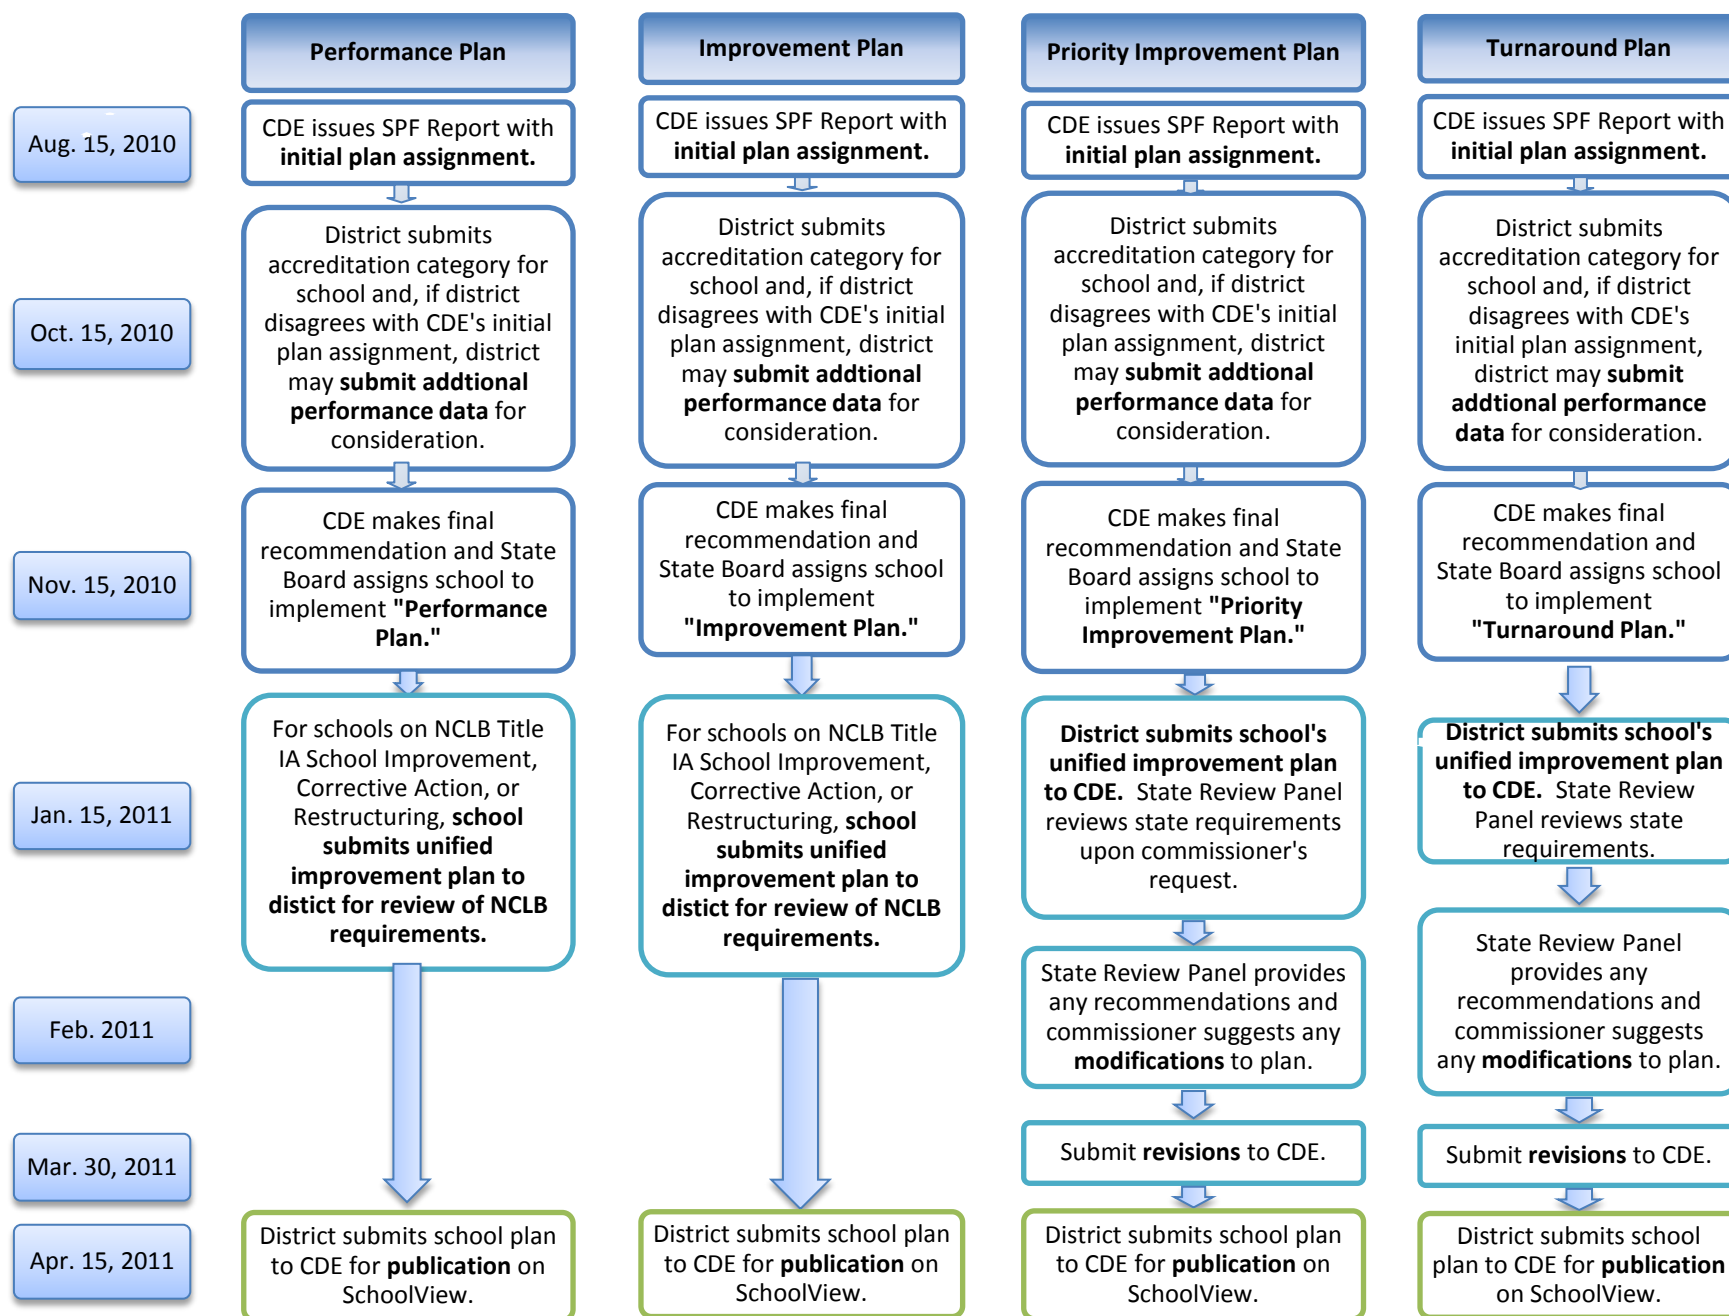 Performance Plan
Improvement Plan
Priority Improvement Plan
Turnaround Plan
Aug. 15, 2010
CDE issues SPF Report with
initial plan assignment.
CDE issues SPF Report with
initial plan assignment.
CDE issues SPF Report with
initial plan assignment.
CDE issues SPF Report with
initial plan assignment.
Oct. 15, 2010
District submits
accreditation category for
school and, if district
disagrees with CDE's initial
plan assignment, district
may submit addtional
performance data for
consideration.
District submits
accreditation category for
school and, if district
disagrees with CDE's initial
plan assignment, district
may submit addtional
performance data for
consideration.
District submits
accreditation category for
school and, if district
disagrees with CDE's initial
plan assignment, district
may submit addtional
performance data for
consideration.
District submits
accreditation category for
school and, if district
disagrees with CDE's
initial plan assignment,
district may submit
addtional performance
data for consideration.
Nov. 15, 2010
CDE makes final
recommendation and State
Board assigns school to
implement "Performance
Plan."
CDE makes final
recommendation and
State Board assigns school
to implement
"Improvement Plan."
CDE makes final
recommendation and State
Board assigns school to
implement "Priority
Improvement Plan."
CDE makes final
recommendation and
State Board assigns school
to implement
"Turnaround Plan."
Jan. 15, 2011
For schools on NCLB Title
IA School Improvement,
Corrective Action, or
Restructuring, school
submits unified
improvement plan to
distict for review of NCLB
requirements.
For schools on NCLB Title
IA School Improvement,
Corrective Action, or
Restructuring, school
submits unified
improvement plan to
distict for review of NCLB
requirements.
District submits school's
unified improvement plan
to CDE. State Review Panel
reviews state requirements
upon commissioner's
request.
District submits school's
unified improvement plan
to CDE. State Review
Panel reviews state
requirements.
Feb. 2011
State Review Panel provides
any recommendations and
commissioner suggests any
modifications to plan.
State Review Panel
provides any
recommendations and
commissioner suggests
any modifications to plan.
Mar. 30, 2011
Submit revisions to CDE.
Submit revisions to CDE.
Apr. 15, 2011
District submits school plan
to CDE for publication on
SchoolView.
District submits school plan
to CDE for publication on
SchoolView.
District submits school plan
to CDE for publication on
SchoolView.
District submits school
plan to CDE for publication
on SchoolView.